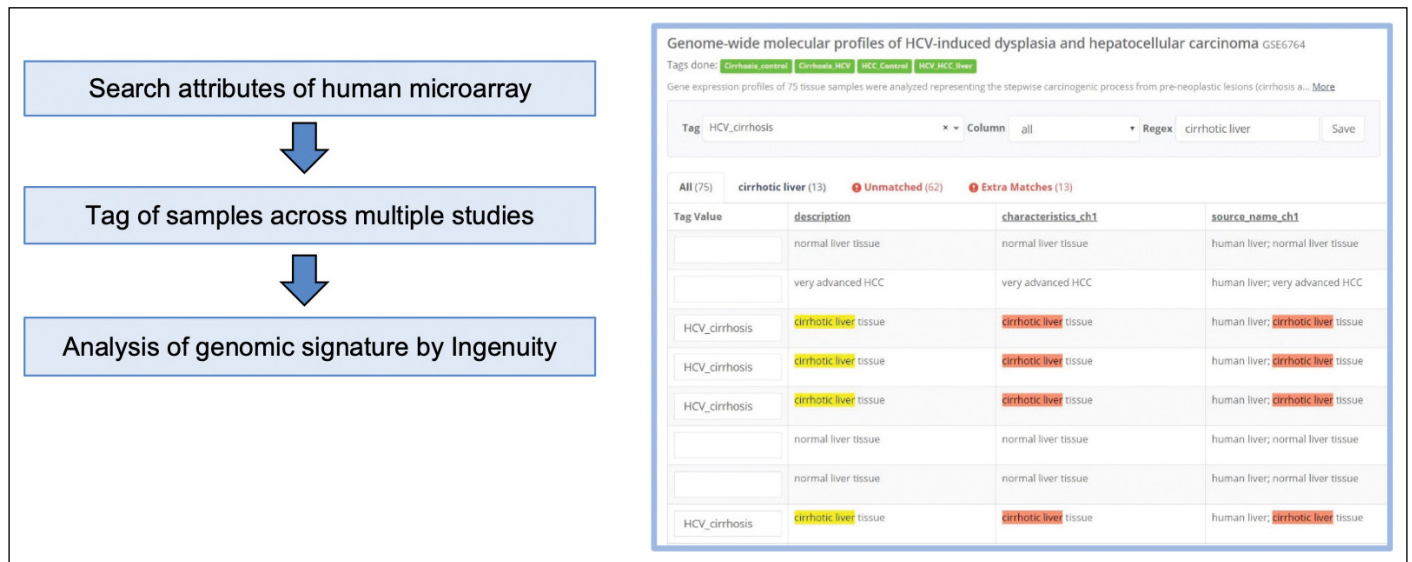 Search attributes of human microarray
Tag of samples across multiple studies
Analysis of genomic signature by Ingenuity
Genome-wide molecular profiles of HCV-induced dysplasia and hepatocellular carcinoma GSE6764
Tags done: Cirrhosis_control Cirrhosis_HCV HCC_Control HCV_HCC_liver
Gene expression profiles of 75 tissue samples were analyzed representing the stepwise carcinogenic process from pre-neoplastic lesions (cirrhosis a... More
Tag HCV_cirrhosis × Column all Regex cirrhotic liver Save
All (75) cirrhotic liver (13) Unmatched (62) Extra Matches (13)
Tag Value description characteristics_ch1 source_name_ch1
normal liver tissue normal liver tissue human liver; normal liver tissue
very advanced HCC very advanced HCC human liver; very advanced HCC
HCV_cirrhosis cirrhotic liver tissue cirrhotic liver tissue human liver; cirrhotic liver tissue
HCV_cirrhosis cirrhotic liver tissue cirrhotic liver tissue human liver; cirrhotic liver tissue
HCV_cirrhosis cirrhotic liver tissue cirrhotic liver tissue human liver; cirrhotic liver tissue
normal liver tissue normal liver tissue human liver; normal liver tissue
normal liver tissue normal liver tissue human liver; normal liver tissue
HCV_cirrhosis cirrhotic liver tissue cirrhotic liver tissue human liver; cirrhotic liver tissue